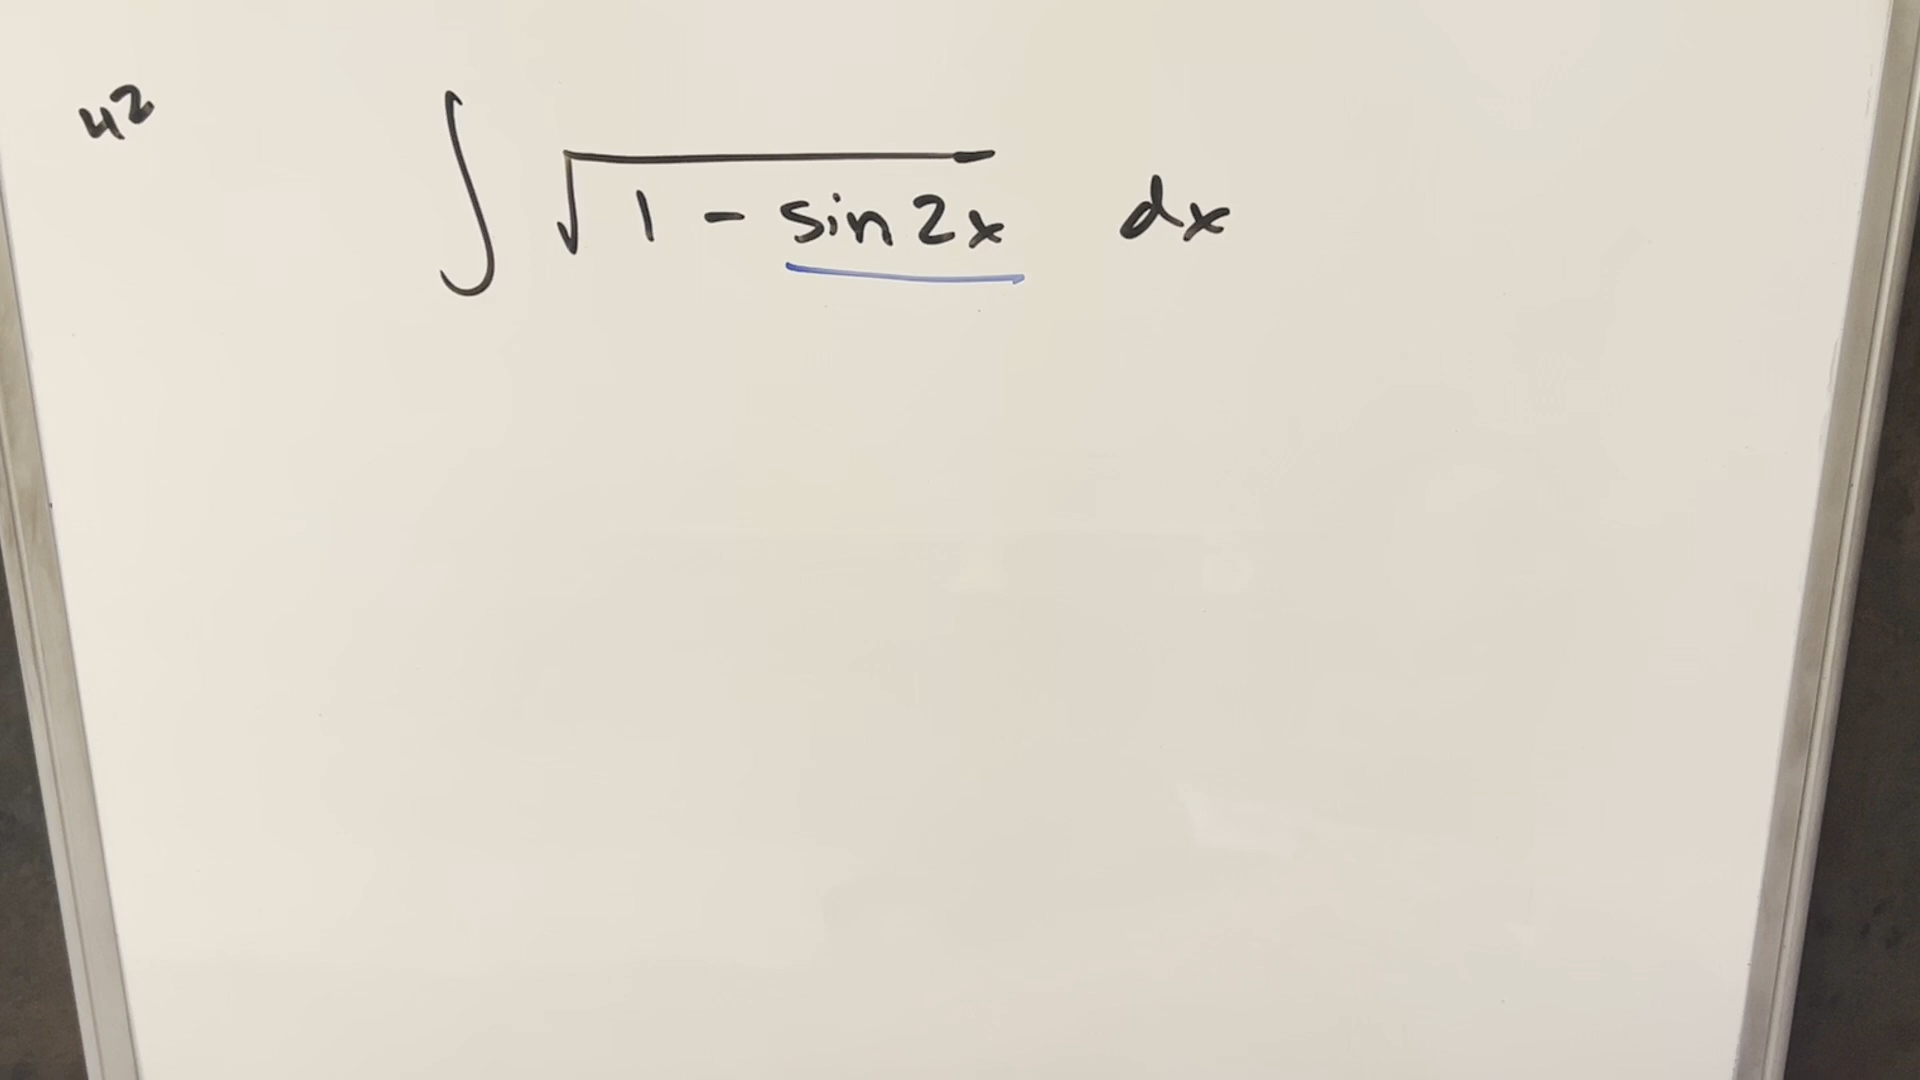 42
∫ √(1 - sin 2x) dx